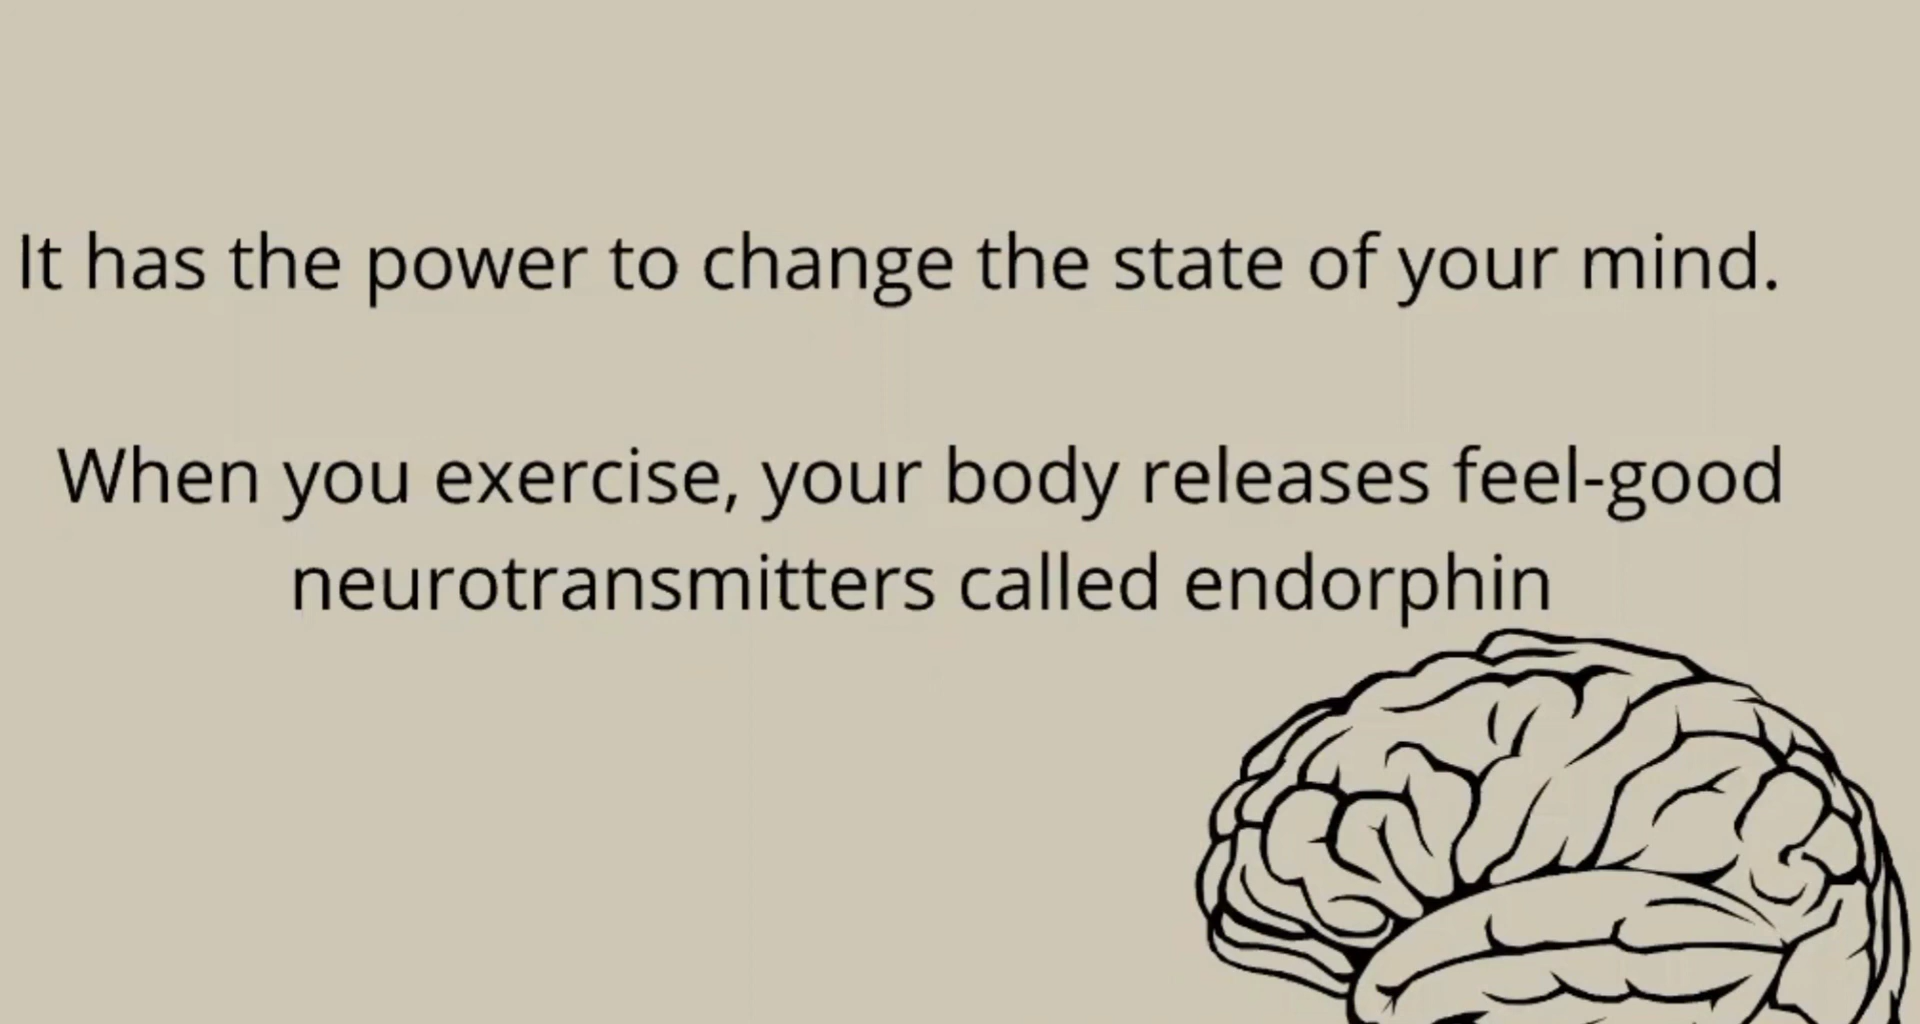 It has the power to change the state of your mind.
When you exercise, your body releases feel-good
neurotransmitters called endorphin